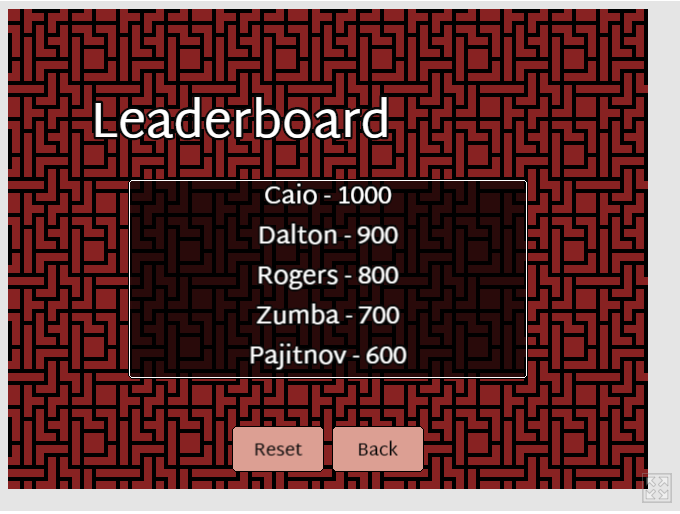 Leaderboard
Caio - 1000
Dalton - 900
Rogers - 800
Zumba - 700
Pajitnov - 600
Reset Back